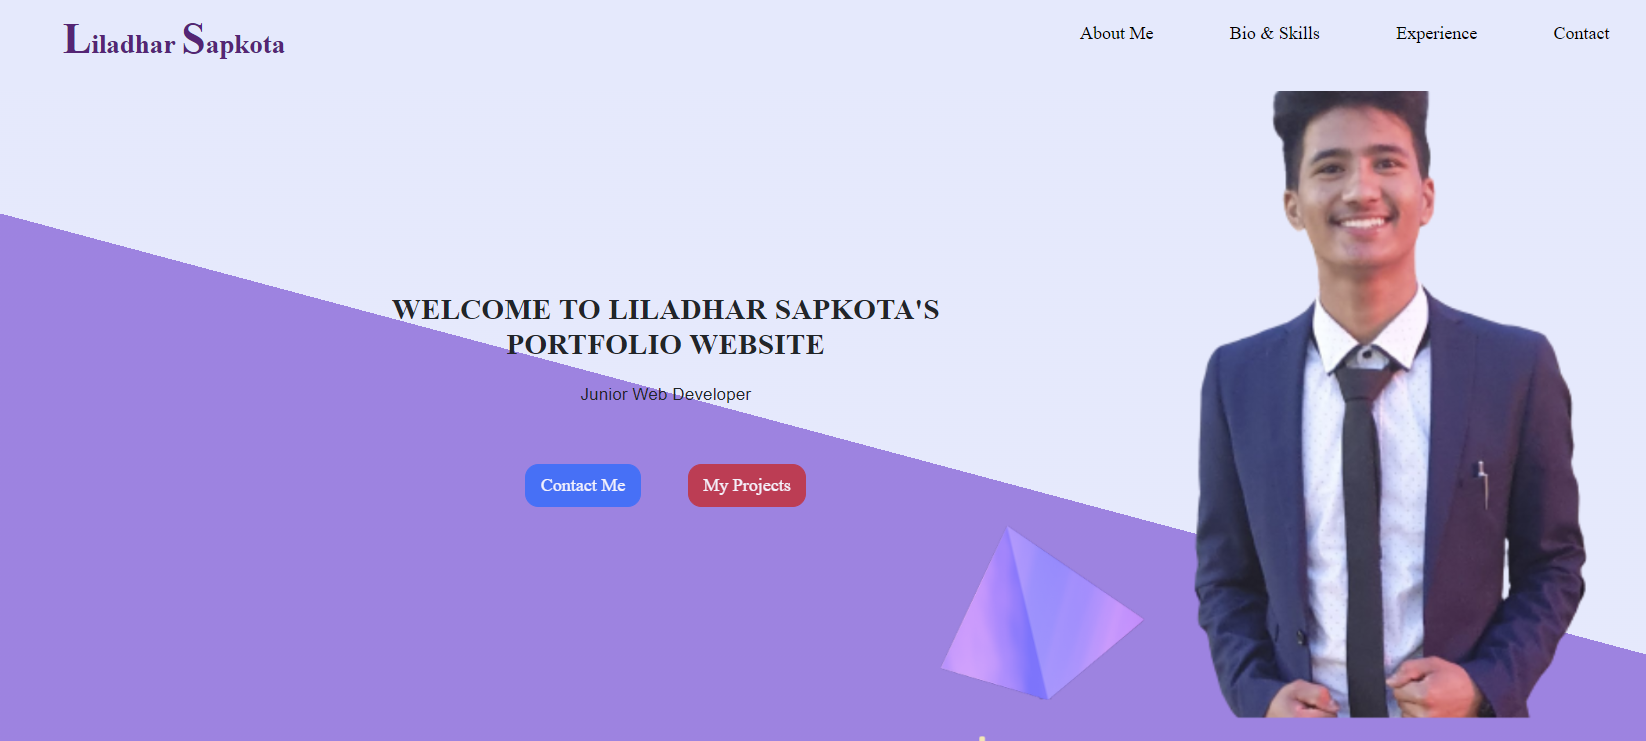 Liladhar Sapkota
About Me
Bio & Skills
Experience
Contact
WELCOME TO LILADHAR SAPKOTA'S
PORTFOLIO WEBSITE
Junior Web Developer
Contact Me
My Projects